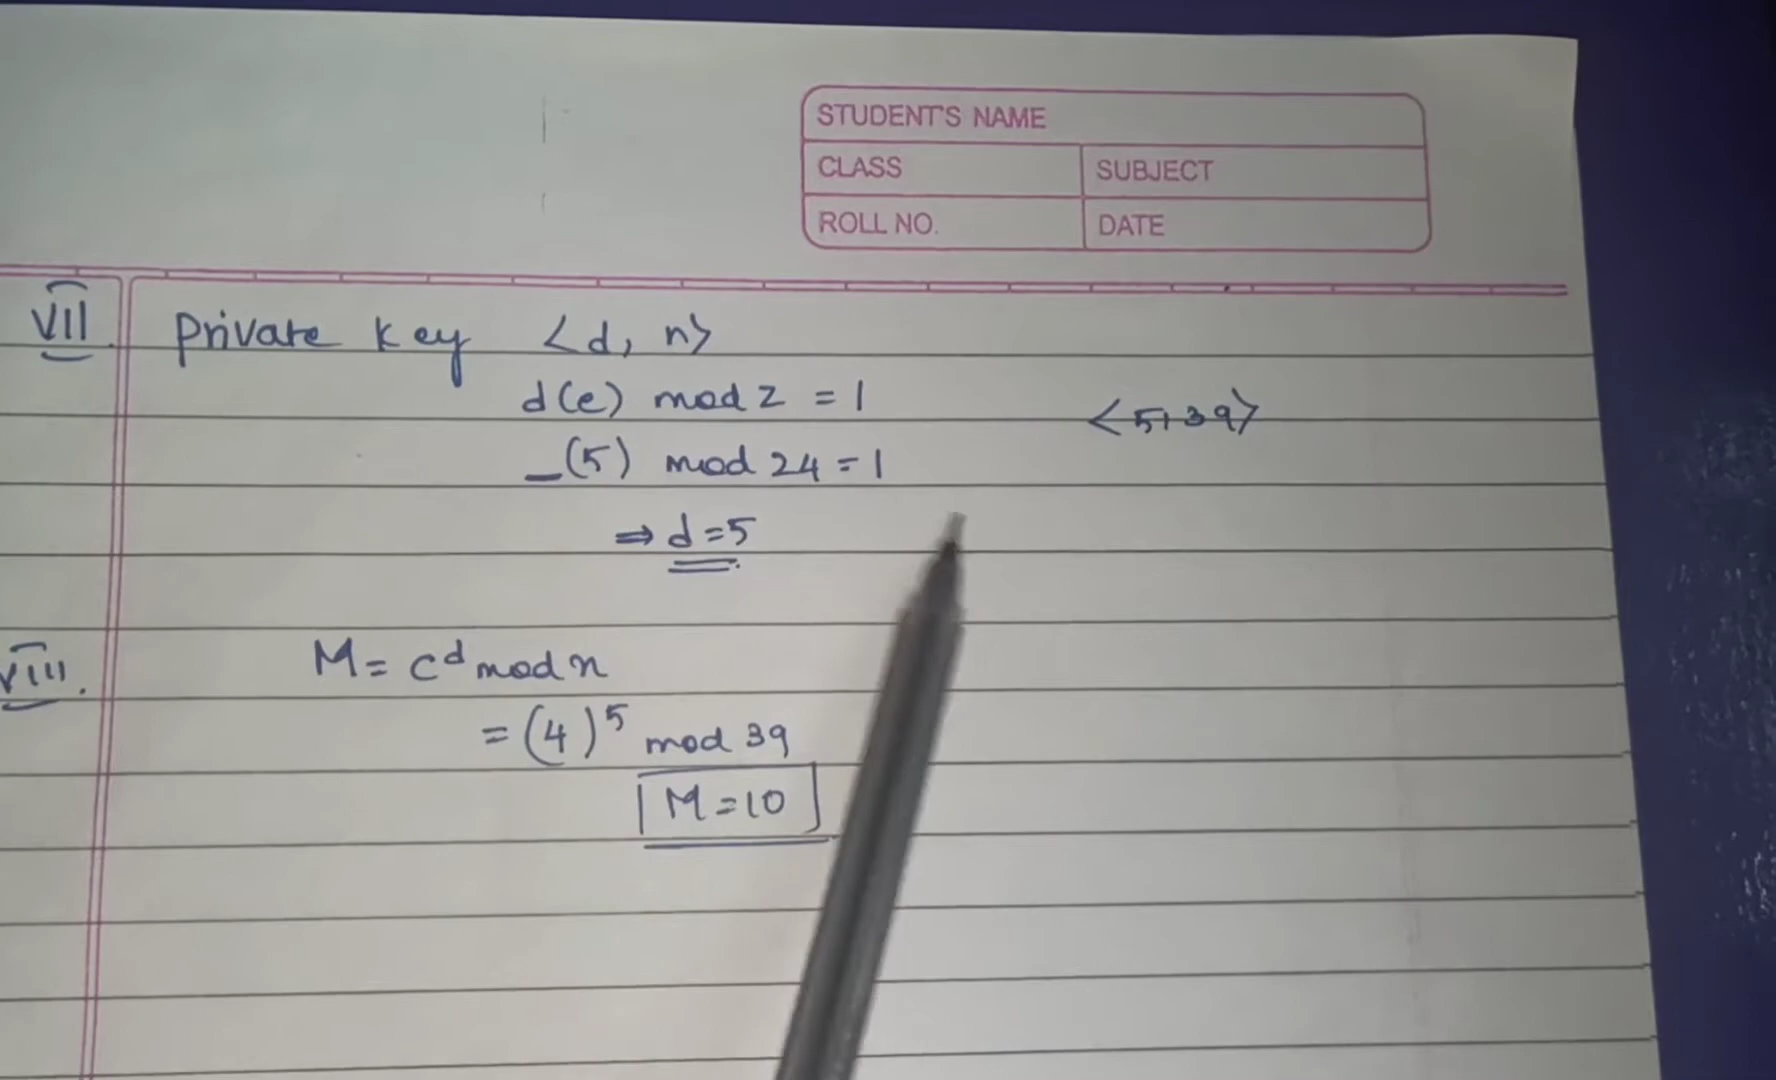 STUDENT'S NAME
CLASS SUBJECT
ROLL NO. DATE
VII. Private key <d, n>
d(e) mod z = 1
<5, 39>
_(5) mod 24 = 1
⇒ d = 5
VIII. M = c^d mod n
= (4)^5 mod 39
M = 10